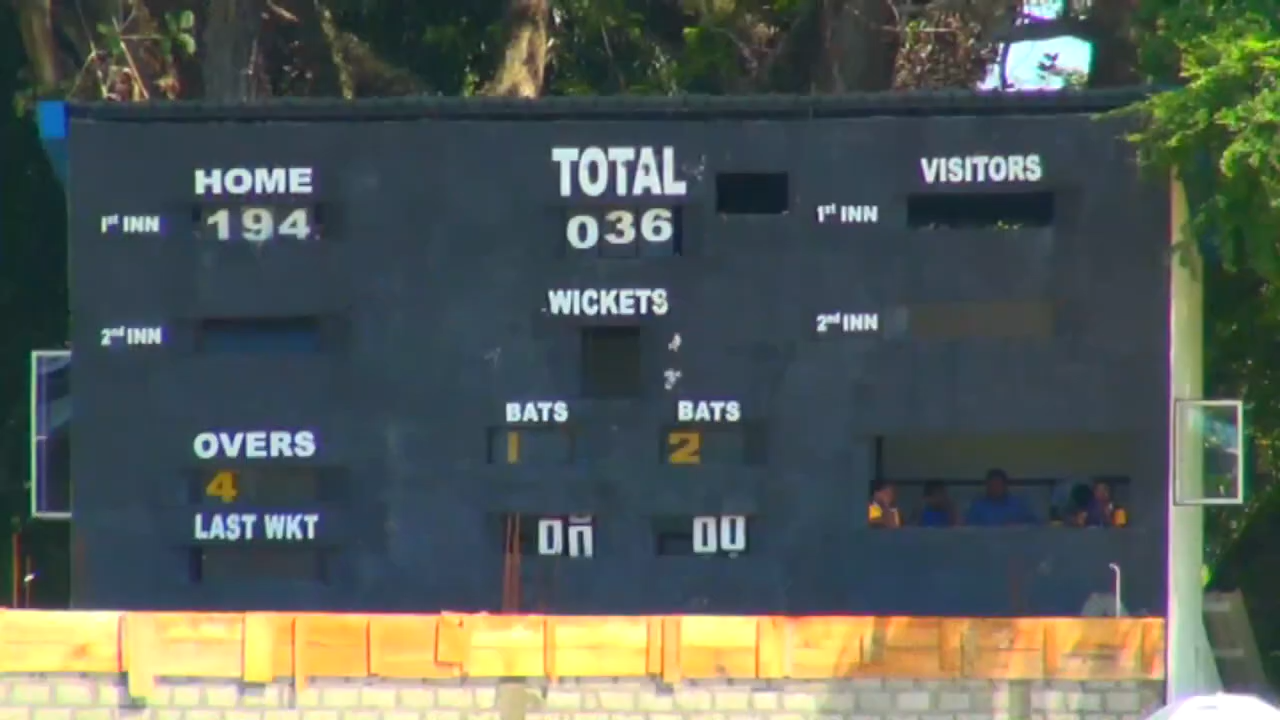 HOME
1st INN 194
2nd INN
OVERS
4
LAST WKT
TOTAL
036
WICKETS
BATS BATS
1 2
00 00
VISITORS
1st INN
2nd INN